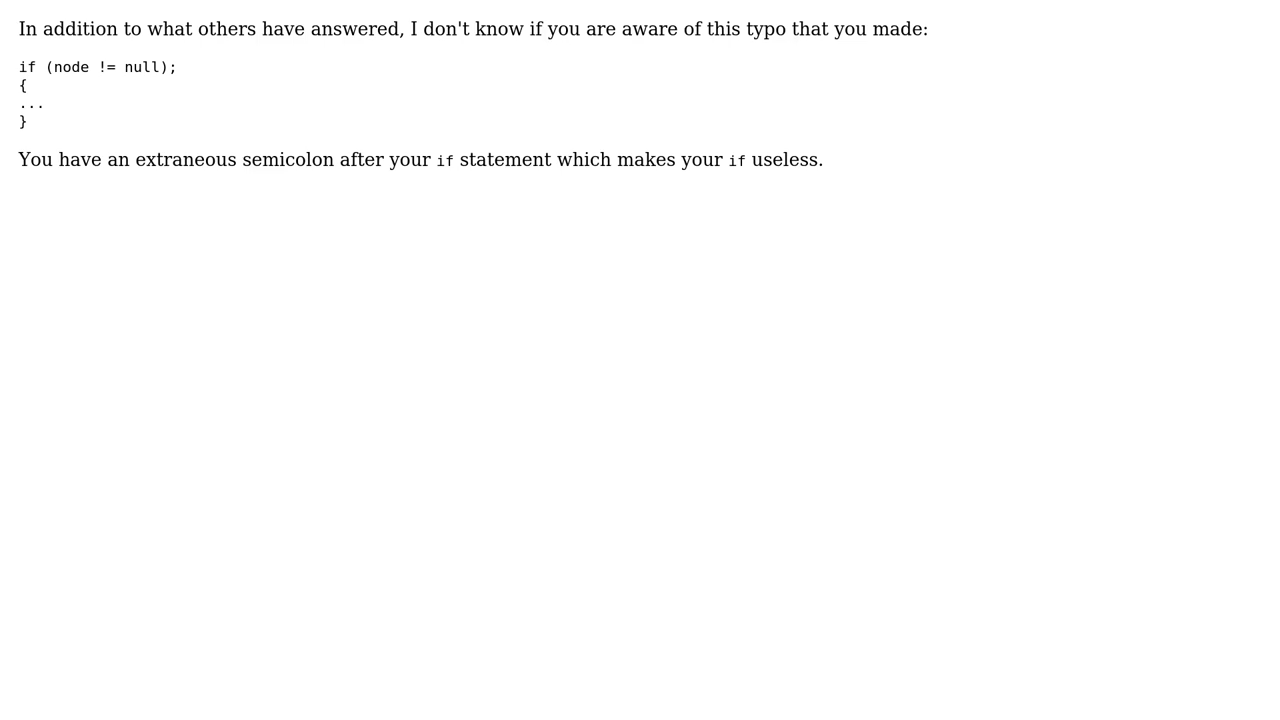 In addition to what others have answered, I don't know if you are aware of this typo that you made:
if (node != null);
{
...
}
You have an extraneous semicolon after your if statement which makes your if useless.